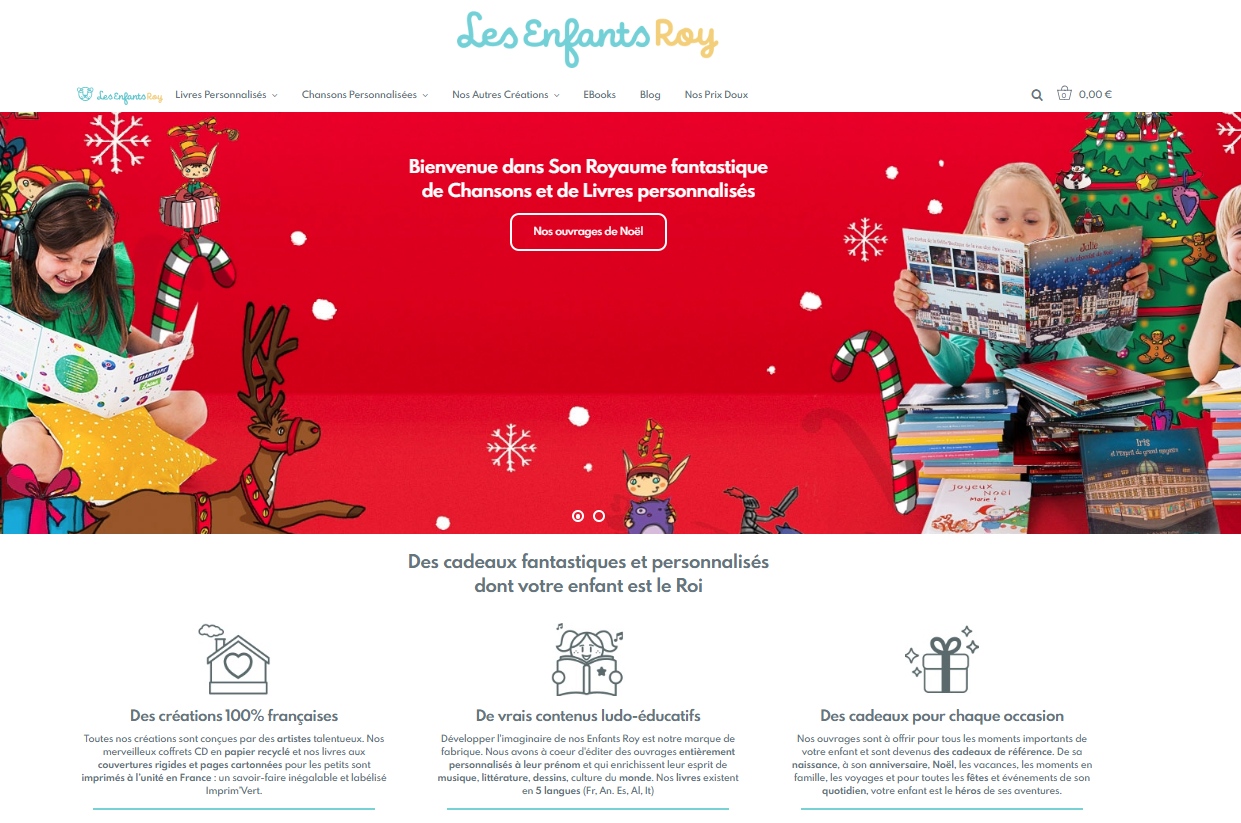 Les Enfants Roy
Les Enfants Roy
Livres Personnalisés
Chansons Personnalisées
Nos Autres Créations
EBooks
Blog
Nos Prix Doux
0
0,00 €
Bienvenue dans Son Royaume fantastique
de Chansons et de Livres personnalisés
Nos ouvrages de Noël
Julie
Iris
et l'esprit du grand magasin
Joyeux
Noël
Marie !
Des cadeaux fantastiques et personnalisés
dont votre enfant est le Roi
Des créations 100% françaises
Toutes nos créations sont conçues par des artistes talentueux. Nos
merveilleux coffrets CD en papier recyclé et nos livres aux
couvertures rigides et pages cartonnées pour les petits sont
imprimés à l'unité en France : un savoir-faire inégalable et labélisé
Imprim'Vert.
De vrais contenus ludo-éducatifs
Développer l'imaginaire de nos Enfants Roy est notre marque de
fabrique. Nous avons à coeur d'éditer des ouvrages entièrement
personnalisés à leur prénom et qui enrichissent leur esprit de
musique, littérature, dessins, culture du monde. Nos livres existent
en 5 langues (Fr, An. Es, Al, It)
Des cadeaux pour chaque occasion
Nos ouvrages sont à offrir pour tous les moments importants de
votre enfant et sont devenus des cadeaux de référence. De sa
naissance, à son anniversaire, Noël, les vacances, les moments en
famille, les voyages et pour toutes les fêtes et événements de son
quotidien, votre enfant est le héros de ses aventures.